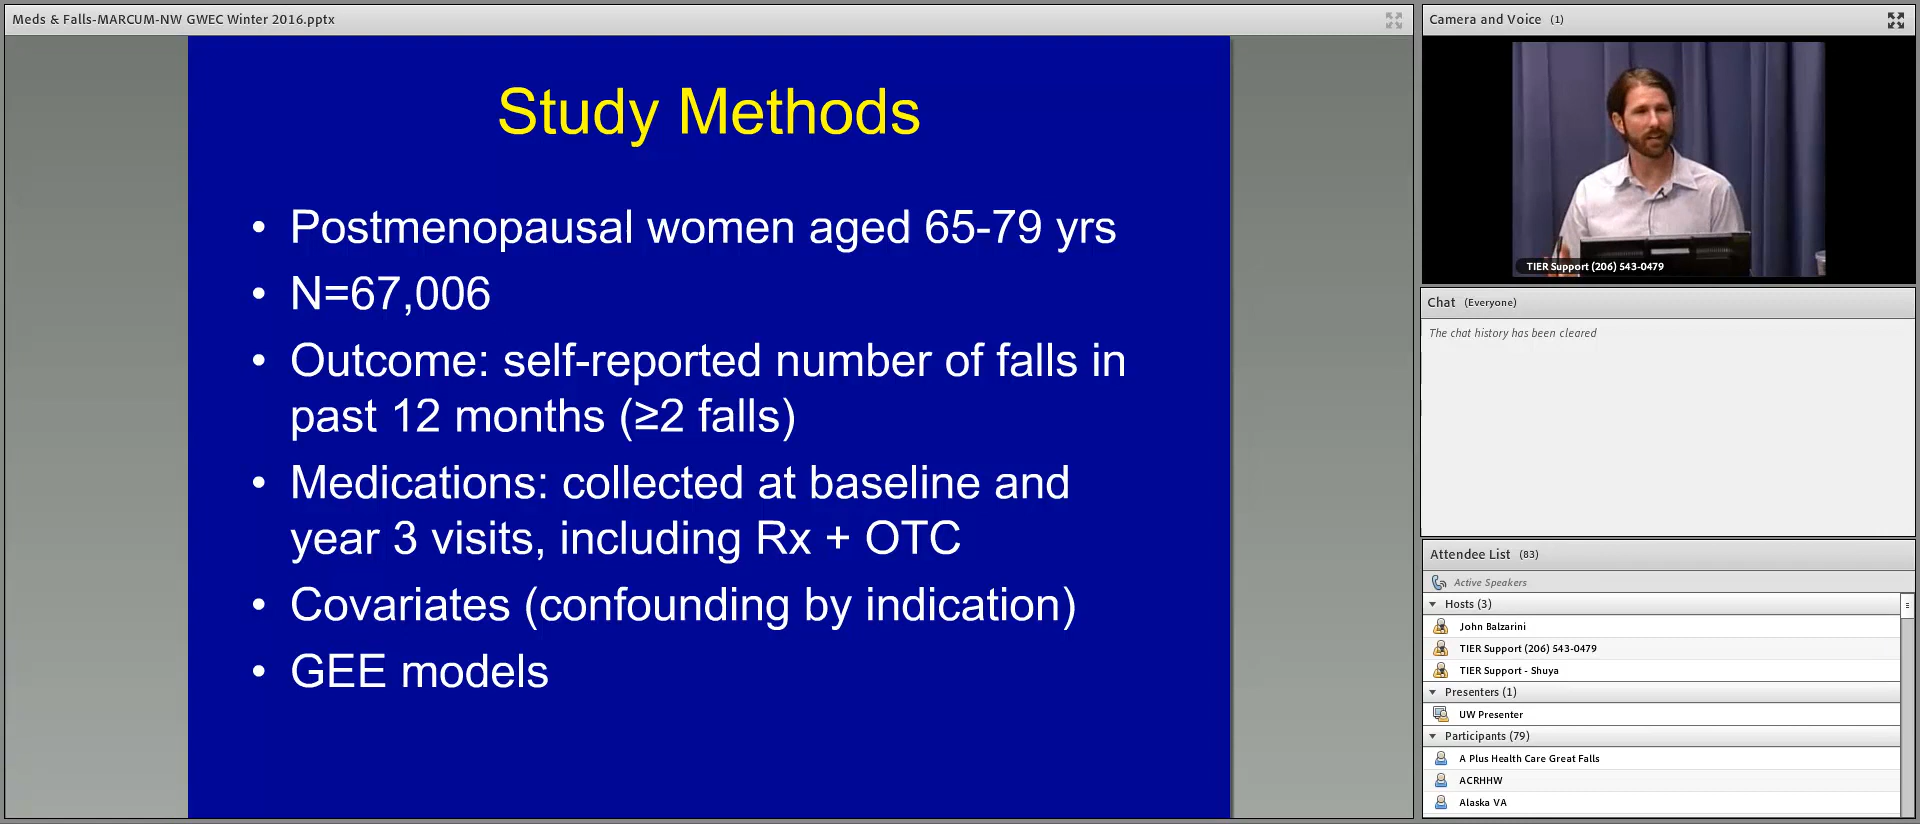 Meds & Falls-MARCUM-NW GWEC Winter 2016.pptx
Study Methods
• Postmenopausal women aged 65-79 yrs
• N=67,006
• Outcome: self-reported number of falls in
past 12 months (≥2 falls)
• Medications: collected at baseline and
year 3 visits, including Rx + OTC
• Covariates (confounding by indication)
• GEE models
Camera and Voice (1)
TIER Support (206) 543-0479
Chat (Everyone)
The chat history has been cleared
Attendee List (83)
Active Speakers
Hosts (3)
John Balzarini
TIER Support (206) 543-0479
TIER Support - Shuya
Presenters (1)
UW Presenter
Participants (79)
A Plus Health Care Great Falls
ACRHHW
Alaska VA